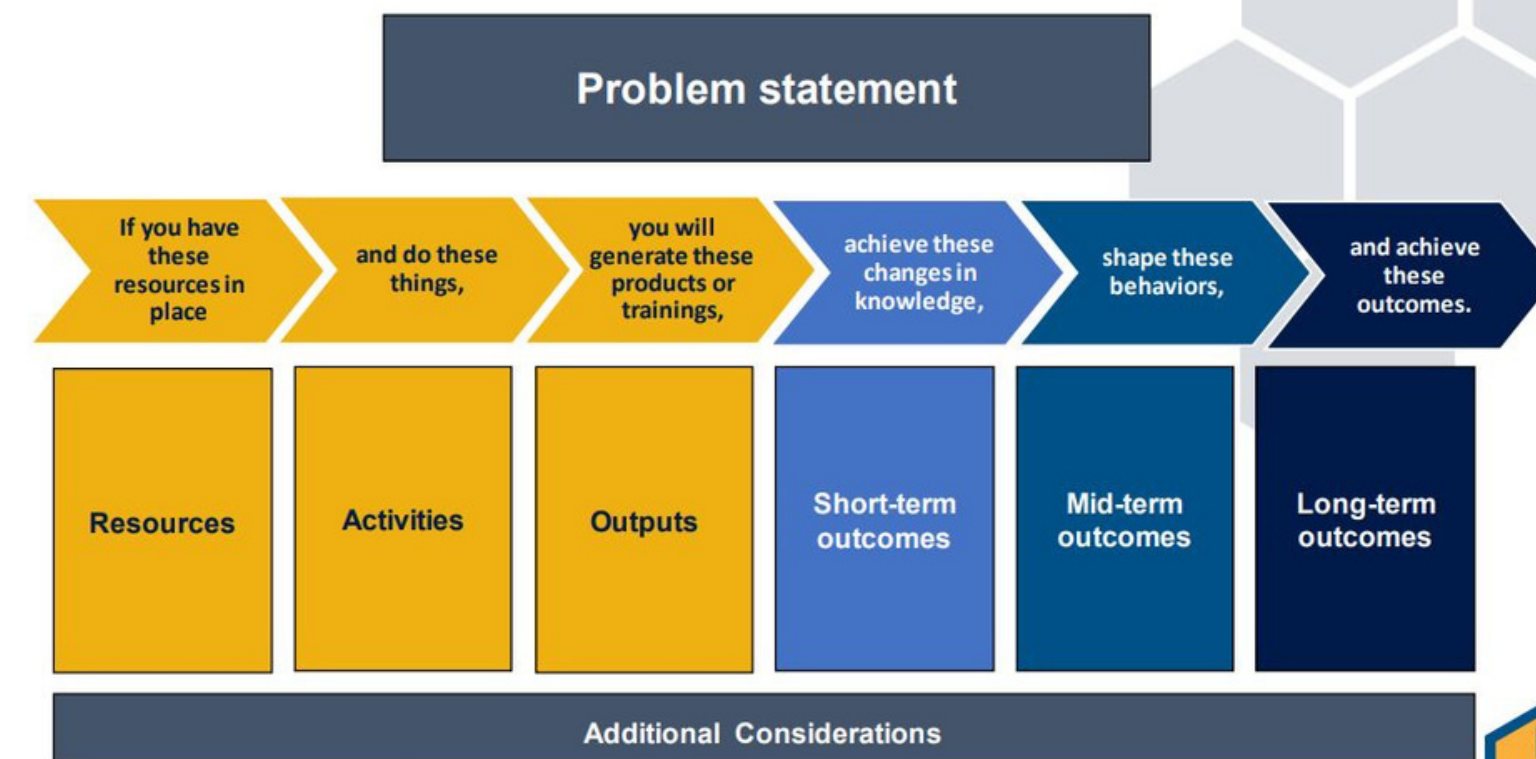 Problem statement
If you have
these
resources in
place
and do these
things,
you will
generate these
products or
trainings,
achieve these
changes in
knowledge,
shape these
behaviors,
and achieve
these
outcomes.
Resources
Activities
Outputs
Short-term
outcomes
Mid-term
outcomes
Long-term
outcomes
Additional Considerations